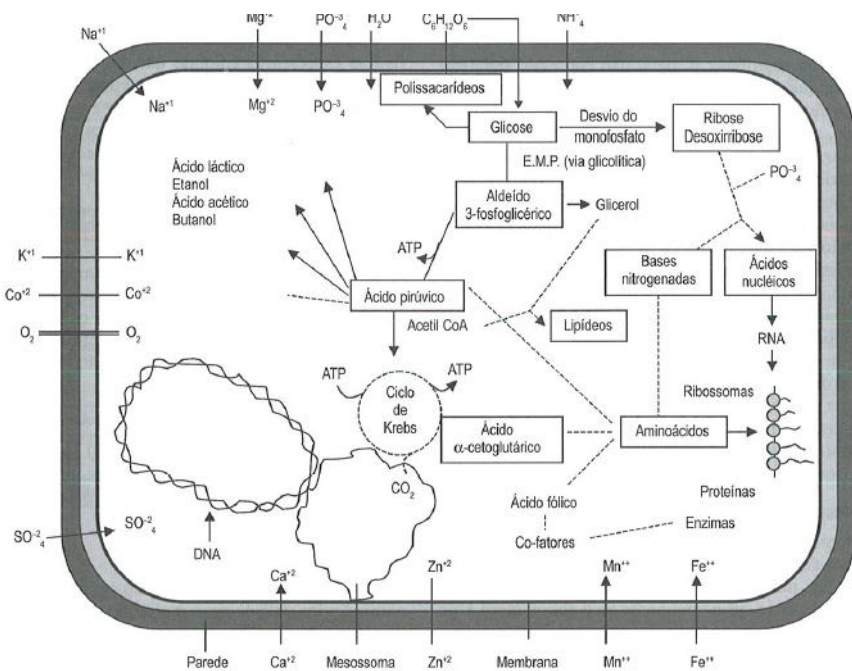 Na⁺¹
Mg⁺²
PO⁻³₄
H₂O
C₆H₁₂O₆
NH⁺₄
Na⁺¹
Mg⁺²
PO⁻³₄
Polissacarídeos
Glicose
Desvio do
monofosfato
Ribose
Desoxirribose
E.M.P. (via glicolítica)
PO⁻³₄
Ácido láctico
Etanol
Ácido acético
Butanol
Aldeído
3-fosfoglicérico
Glicerol
ATP
K⁺¹
K⁺¹
Bases
nitrogenadas
Ácidos
nucléicos
Co⁺²
Co⁺²
Ácido pirúvico
O₂
O₂
Acetil CoA
Lipídeos
RNA
ATP
ATP
Ciclo
de
Krebs
Ribossomas
Ácido
α-cetoglutárico
Aminoácidos
CO₂
Ácido fólico
Proteínas
SO⁻²₄
SO⁻²₄
Enzimas
DNA
Co-fatores
Ca⁺²
Zn⁺²
Mn⁺⁺
Fe⁺⁺
Parede
Ca⁺²
Mesossoma
Zn⁺²
Membrana
Mn⁺⁺
Fe⁺⁺